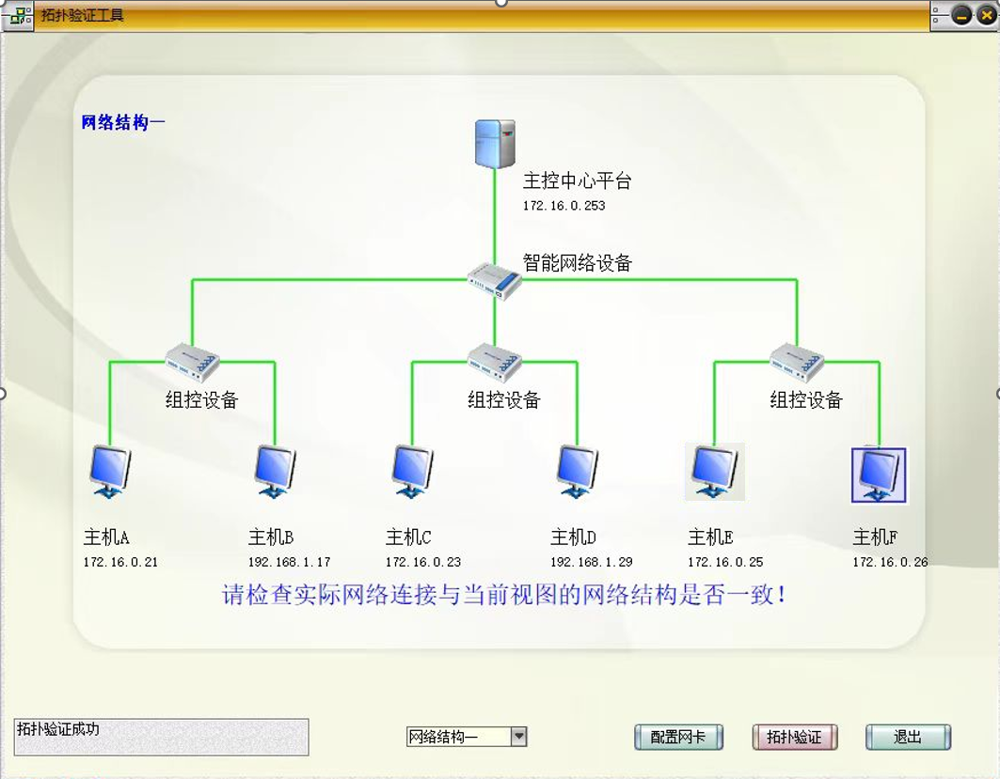 拓扑验证工具
网络结构一
主控中心平台
172.16.0.253
智能网络设备
组控设备 组控设备 组控设备
主机A 主机B 主机C 主机D 主机E 主机F
172.16.0.21 192.168.1.17 172.16.0.23 192.168.1.29 172.16.0.25 172.16.0.26
请检查实际网络连接与当前视图的网络结构是否一致！
拓扑验证成功 网络结构一 配置网卡 拓扑验证 退出